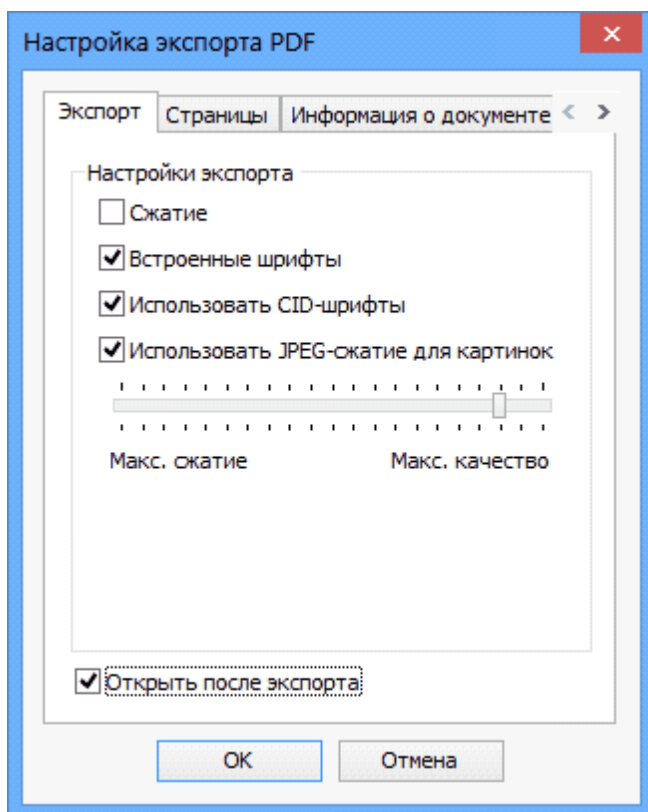 Настройка экспорта PDF
Экспорт Страницы Информация о документе
Настройки экспорта
Сжатие
Встроенные шрифты
Использовать CID-шрифты
Использовать JPEG-сжатие для картинок
Макс. сжатие Макс. качество
Открыть после экспорта
ОК Отмена